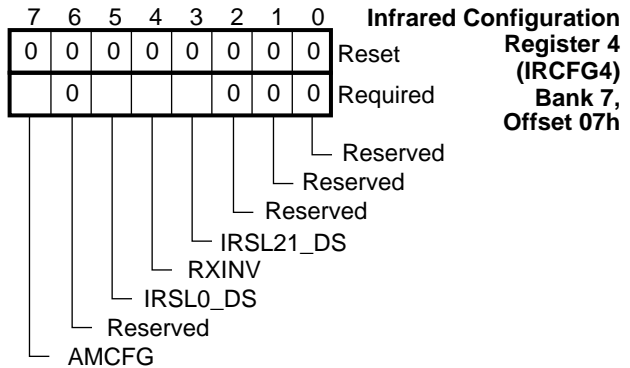 7 6 5 4 3 2 1 0
Infrared Configuration
Register 4
(IRCFG4)
Bank 7,
Offset 07h
0 0 0 0 0 0 0 0 Reset
0 0 0 0 Required
Reserved
Reserved
Reserved
IRSL21_DS
RXINV
IRSL0_DS
Reserved
AMCFG